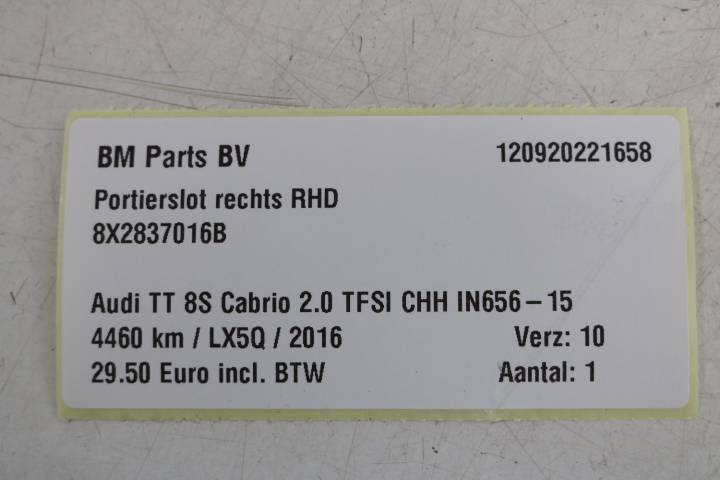 BM Parts BV 120920221658
Portierslot rechts RHD
8X2837016B
Audi TT 8S Cabrio 2.0 TFSI CHH IN656 – 15
4460 km / LX5Q / 2016 Verz: 10
29.50 Euro incl. BTW Aantal: 1